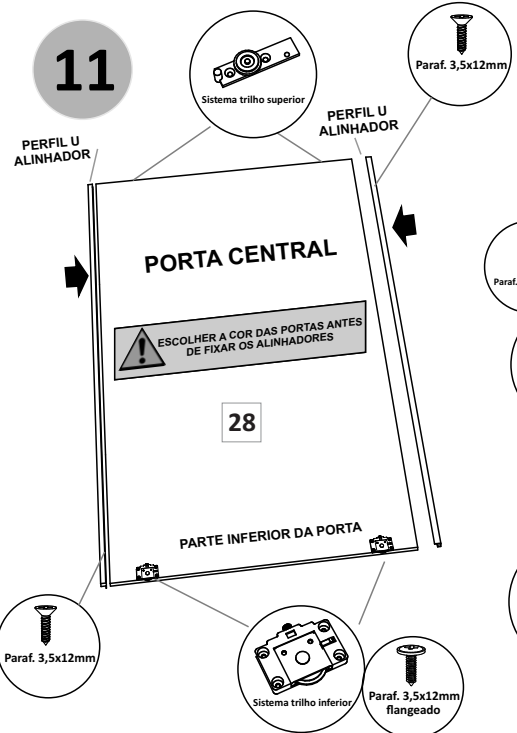 11
Sistema trilho superior
Paraf. 3,5x12mm
PERFIL U
ALINHADOR
PERFIL U
ALINHADOR
PORTA CENTRAL
Paraf.
ESCOLHER A COR DAS PORTAS ANTES
DE FIXAR OS ALINHADORES
28
PARTE INFERIOR DA PORTA
Paraf. 3,5x12mm
Sistema trilho inferior
Paraf. 3,5x12mm
flangeado